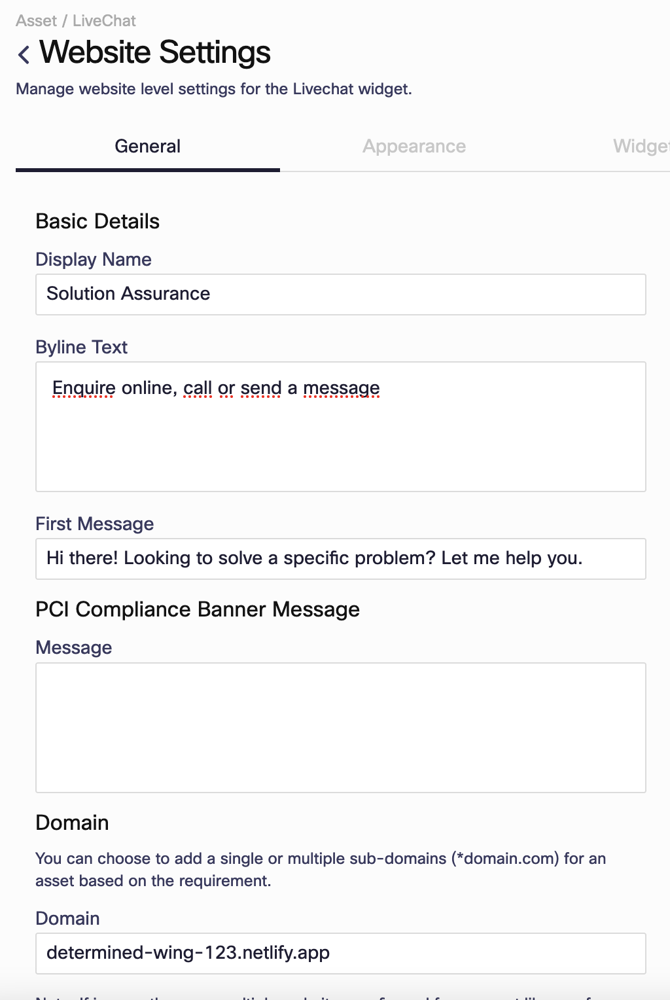 Asset / LiveChat
Website Settings
Manage website level settings for the Livechat widget.
General
Appearance
Basic Details
Display Name
Solution Assurance
Byline Text
Enquire online, call or send a message
First Message
Hi there! Looking to solve a specific problem? Let me help you.
PCI Compliance Banner Message
Message
Domain
You can choose to add a single or multiple sub-domains (*domain.com) for an
asset based on the requirement.
Domain
determined-wing-123.netlify.app